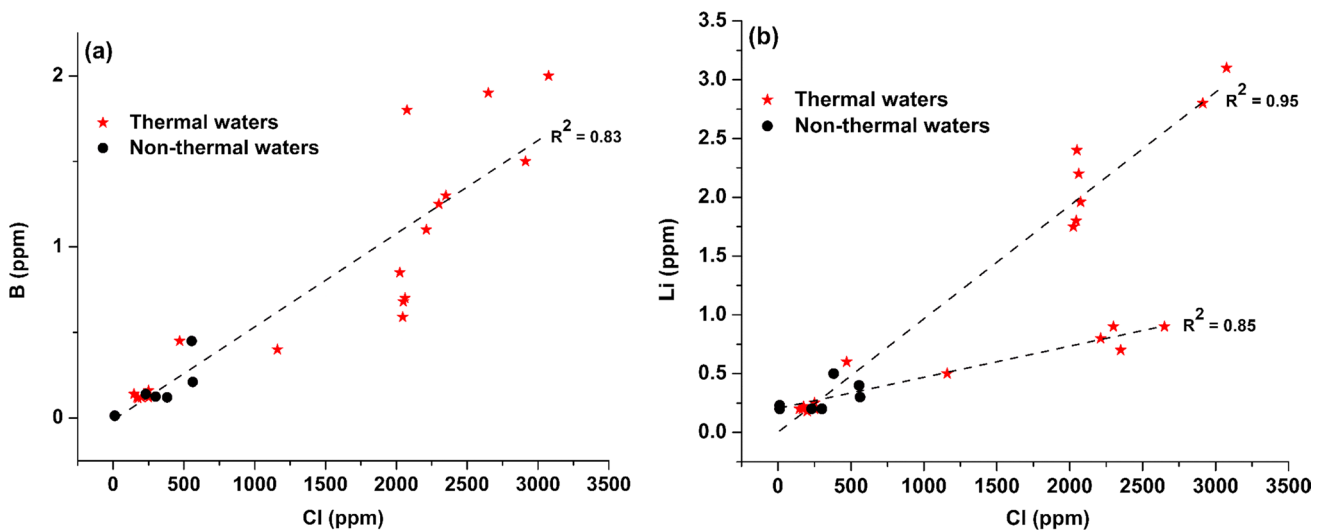 (a)
Thermal waters
Non-thermal waters
R² = 0.83
2
1
0
B (ppm)
0 500 1000 1500 2000 2500 3000 3500
Cl (ppm)
(b)
Thermal waters
Non-thermal waters
R² = 0.95
R² = 0.85
3.5
3.0
2.5
2.0
1.5
1.0
0.5
0.0
Li (ppm)
0 500 1000 1500 2000 2500 3000 3500
Cl (ppm)